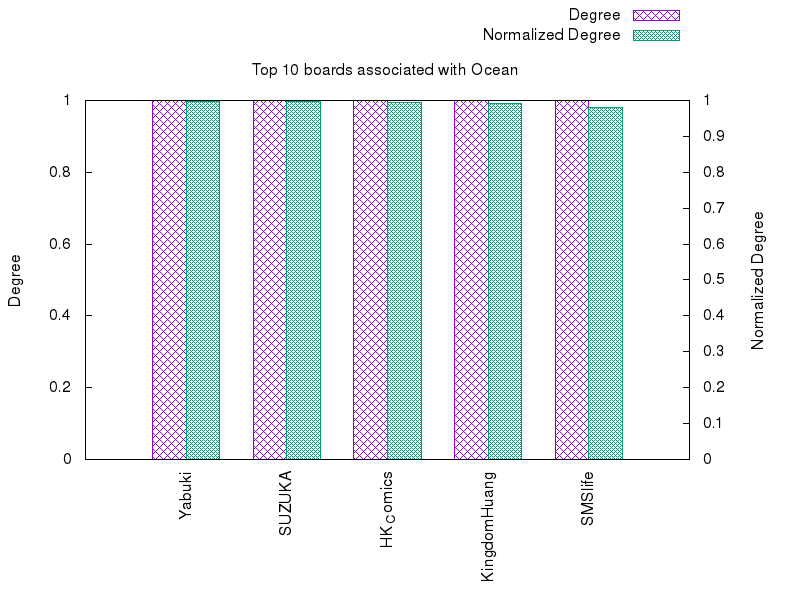 Degree
Normalized Degree
Top 10 boards associated with Ocean
1
0.8
0.6
0.4
0.2
0
1
0.9
0.8
0.7
0.6
0.5
0.4
0.3
0.2
0.1
0
Degree
Normalized Degree
Yabuki
SUZUKA
HKComics
KingdomHuang
SMSlife